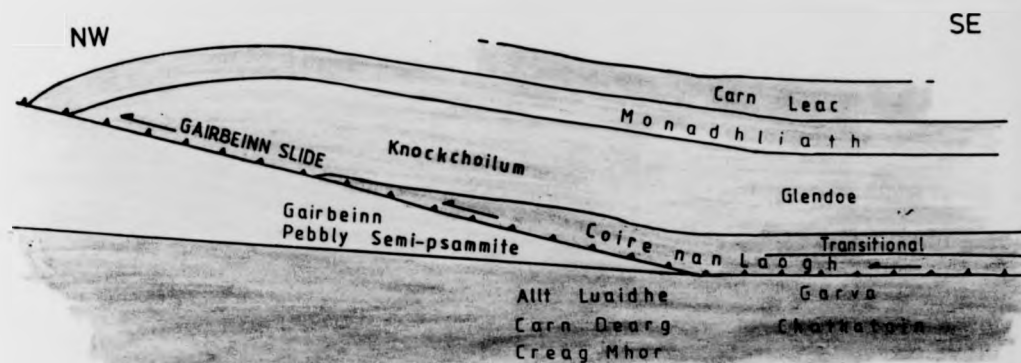 NW
SE
Carn Leac
Monadhliath
GAIRBEINN SLIDE
Knockchoilum
Glendoe
Gairbeinn
Pebbly Semi-psammite
Coire nan Laogh
Transitional
Allt Luaidhe
Garva
Carn Dearg
Creag Mhor